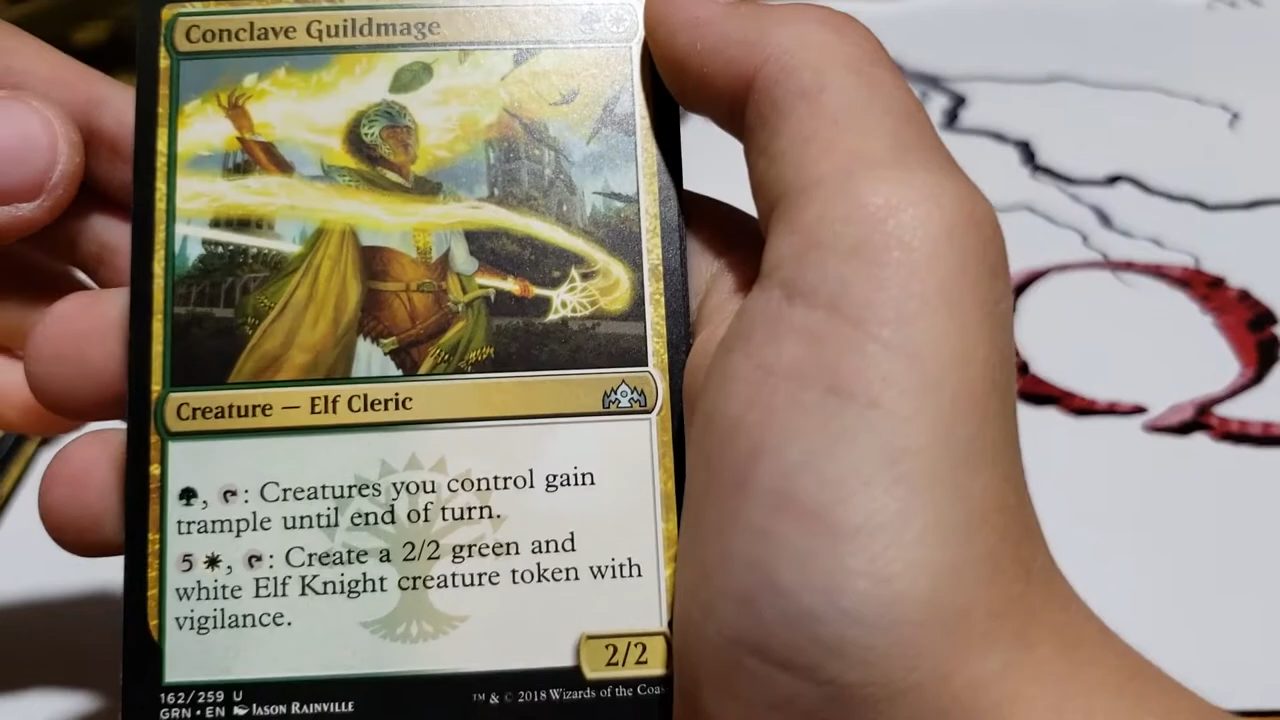 Conclave Guildmage
Creature — Elf Cleric
, : Creatures you control gain
trample until end of turn.
5 , : Create a 2/2 green and
white Elf Knight creature token with
vigilance.
2/2
162/259 U
GRN • EN JASON RAINVILLE
™ & © 2018 Wizards of the Coas